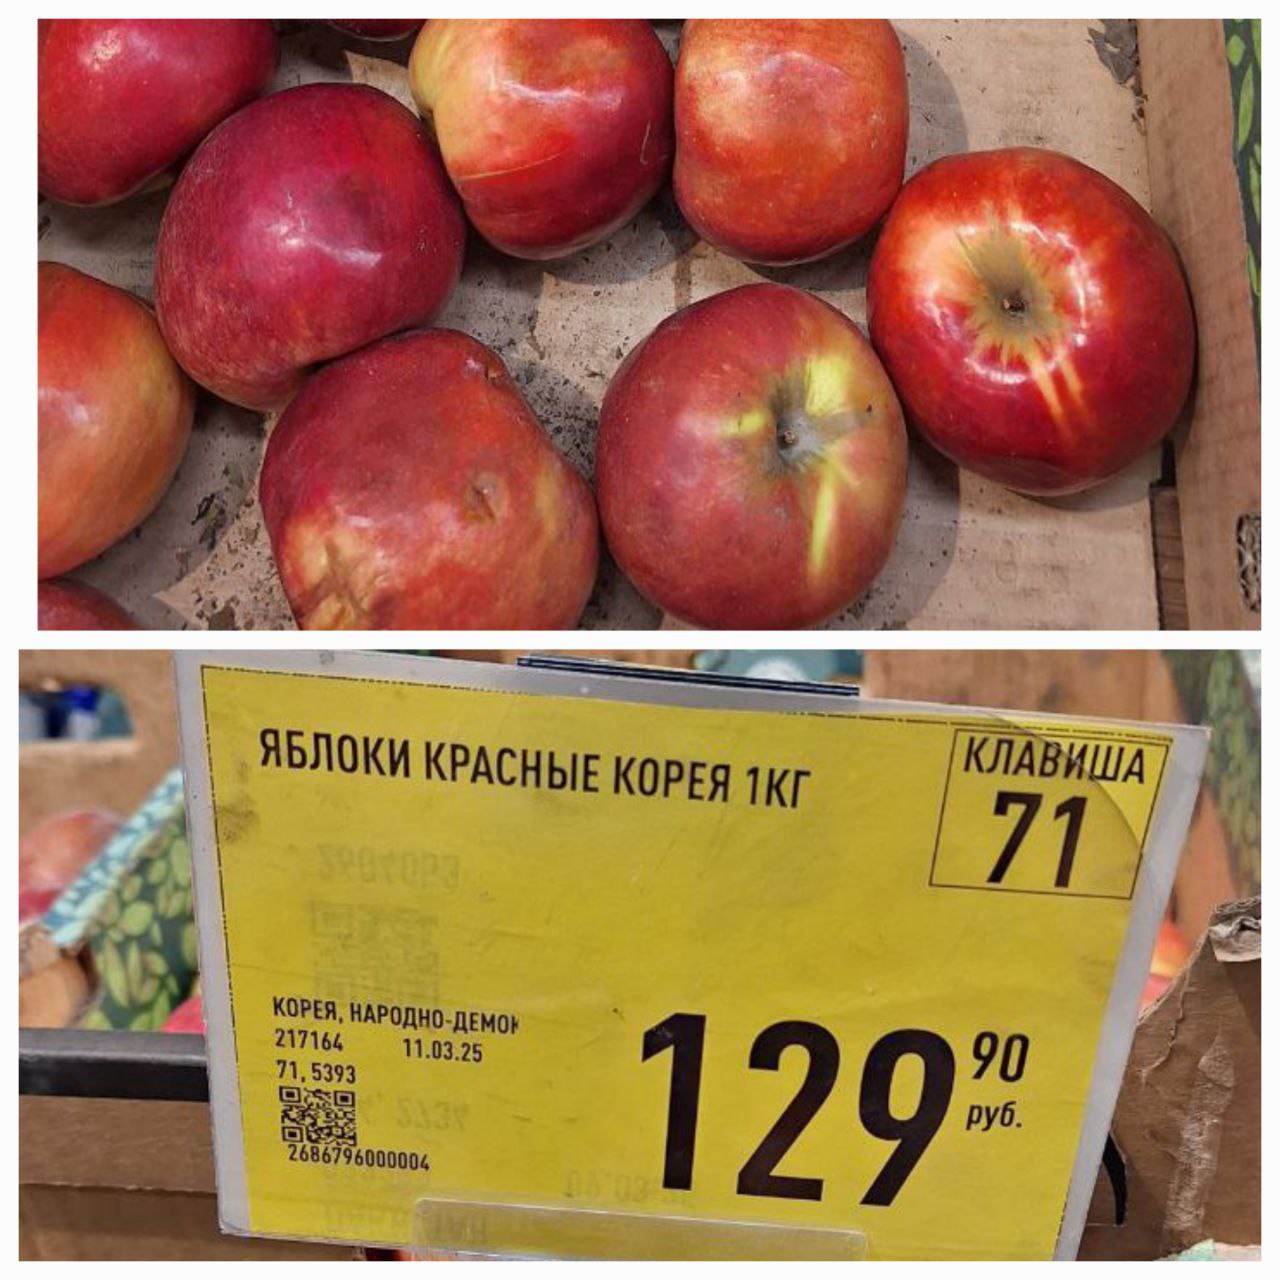 ЯБЛОКИ КРАСНЫЕ КОРЕЯ 1КГ
КЛАВИША
71
КОРЕЯ, НАРОДНО-ДЕМОК
217164 11.03.25
71, 5393
2686796000004
129 90
руб.